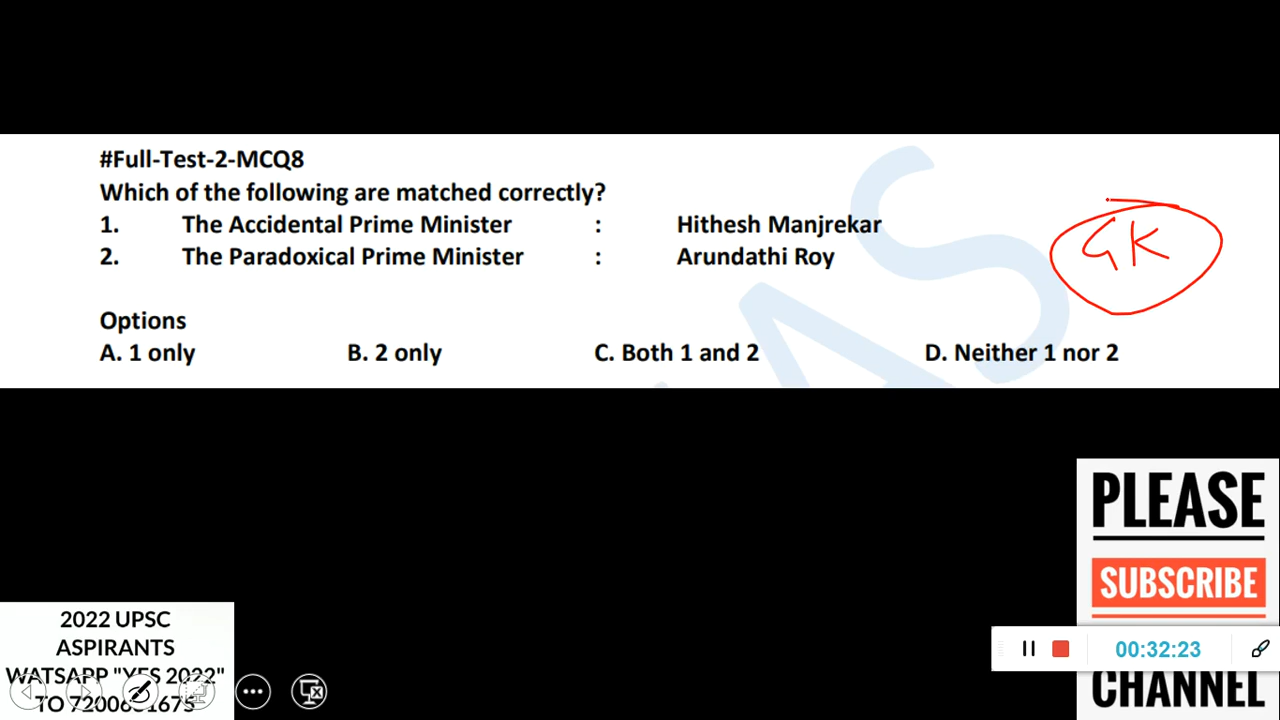 #Full-Test-2-MCQ8
Which of the following are matched correctly?
1. The Accidental Prime Minister : Hithesh Manjrekar
2. The Paradoxical Prime Minister : Arundathi Roy
GK
Options
A. 1 only B. 2 only C. Both 1 and 2 D. Neither 1 nor 2
PLEASE
SUBSCRIBE
00:32:23
CHANNEL
2022 UPSC
ASPIRANTS
WATSAPP "YES 2022"
TO